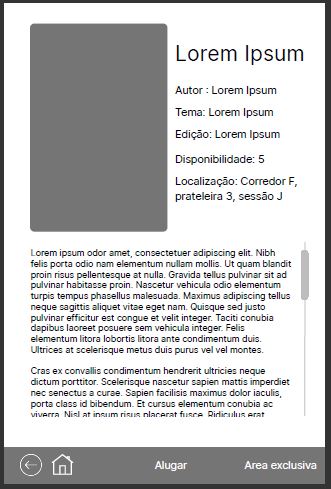 Lorem Ipsum
Autor : Lorem Ipsum
Tema: Lorem Ipsum
Edição: Lorem Ipsum
Disponibilidade: 5
Localização: Corredor F,
prateleira 3, sessão J
Lorem ipsum odor amet, consectetuer adipiscing elit. Nibh
felis porta odio nam elementum nullam mollis. Ut quam blandit
proin risus pellentesque at nulla. Gravida tellus pulvinar sit ad
pulvinar habitasse proin. Nascetur vehicula odio elementum
turpis tempus phasellus malesuada. Maximus adipiscing tellus
neque sagittis aliquet vitae eget nam. Quisque sed justo
pulvinar efficitur est congue et velit integer. Taciti conubia
dapibus laoreet posuere sem vehicula integer. Felis
elementum litora lobortis litora ante condimentum duis.
Ultrices at scelerisque metus duis purus vel vel montes.
Cras ex convallis condimentum hendrerit ultricies neque
dictum porttitor. Scelerisque nascetur sapien mattis imperdiet
nec senectus a curae. Sapien facilisis maximus dolor iaculis,
porta class id bibendum. Et cursus elementum conubia ac
viverra. Nisl at ipsum risus placerat fusce. Ridiculus erat
Alugar
Area exclusiva